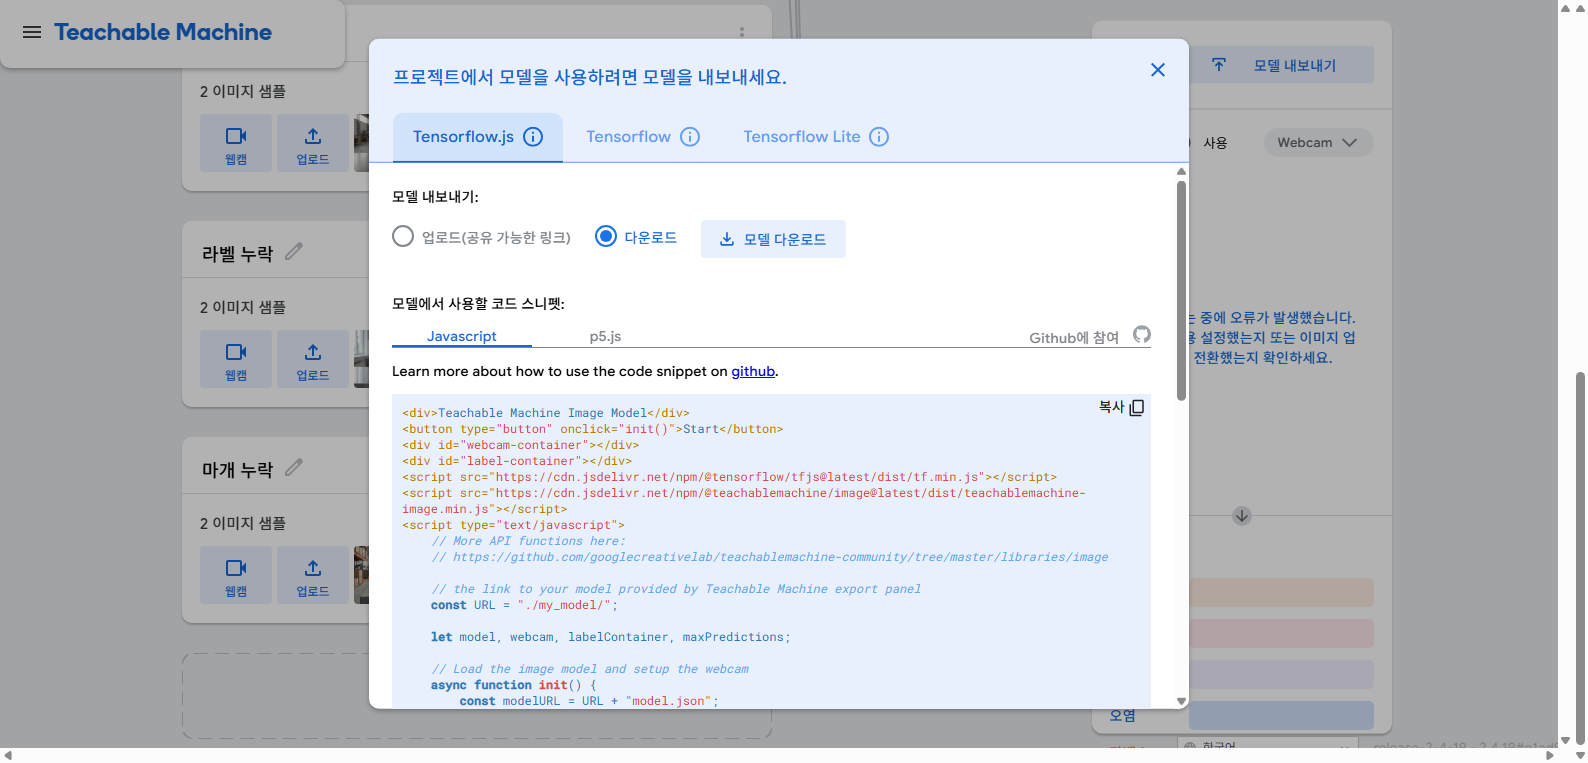 Teachable Machine
2 이미지 샘플
웹캠
업로드
라벨 누락
2 이미지 샘플
웹캠
업로드
마개 누락
2 이미지 샘플
웹캠
업로드
프로젝트에서 모델을 사용하려면 모델을 내보내세요.
Tensorflow.js
Tensorflow
Tensorflow Lite
모델 내보내기:
업로드(공유 가능한 링크)
다운로드
모델 다운로드
모델에서 사용할 코드 스니펫:
Javascript
p5.js
Github에 참여
Learn more about how to use the code snippet on github.
복사
<div>Teachable Machine Image Model</div>
<button type="button" onclick="init()">Start</button>
<div id="webcam-container"></div>
<div id="label-container"></div>
<script src="https://cdn.jsdelivr.net/npm/@tensorflow/tfjs@latest/dist/tf.min.js"></script>
<script src="https://cdn.jsdelivr.net/npm/@teachablemachine/image@latest/dist/teachablemachine-
image.min.js"></script>
<script type="text/javascript">
// More API functions here:
// https://github.com/googlecreativelab/teachablemachine-community/tree/master/libraries/image
// the link to your model provided by Teachable Machine export panel
const URL = "./my_model/";
let model, webcam, labelContainer, maxPredictions;
// Load the image model and setup the webcam
async function init() {
const modelURL = URL + "model.json";
모델 내보내기
사용
Webcam
중에 오류가 발생했습니다.
설정했는지 또는 이미지 업
전환했는지 확인하세요.
오염
한국어